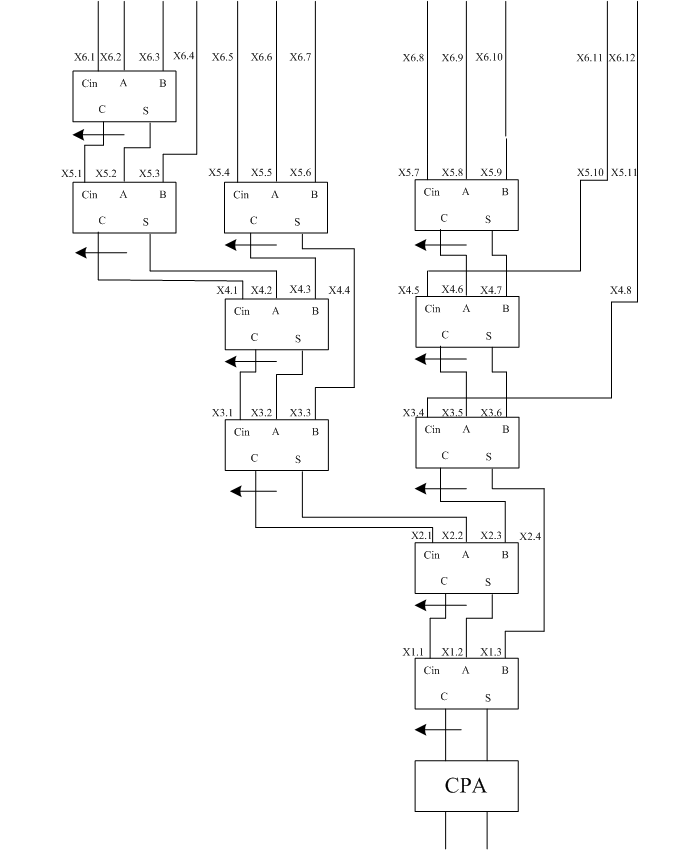 X6.1 X6.2 X6.3 X6.4 X6.5 X6.6 X6.7 X6.8 X6.9 X6.10 X6.11 X6.12
Cin A B
C S
X5.1 X5.2 X5.3 X5.4 X5.5 X5.6 X5.7 X5.8 X5.9 X5.10 X5.11
Cin A B Cin A B Cin A B
C S C S C S
X4.1 X4.2 X4.3 X4.4 X4.5 X4.6 X4.7 X4.8
Cin A B Cin A B
C S C S
X3.1 X3.2 X3.3 X3.4 X3.5 X3.6
Cin A B Cin A B
C S C S
X2.1 X2.2 X2.3 X2.4
Cin A B
C S
X1.1 X1.2 X1.3
Cin A B
C S
CPA